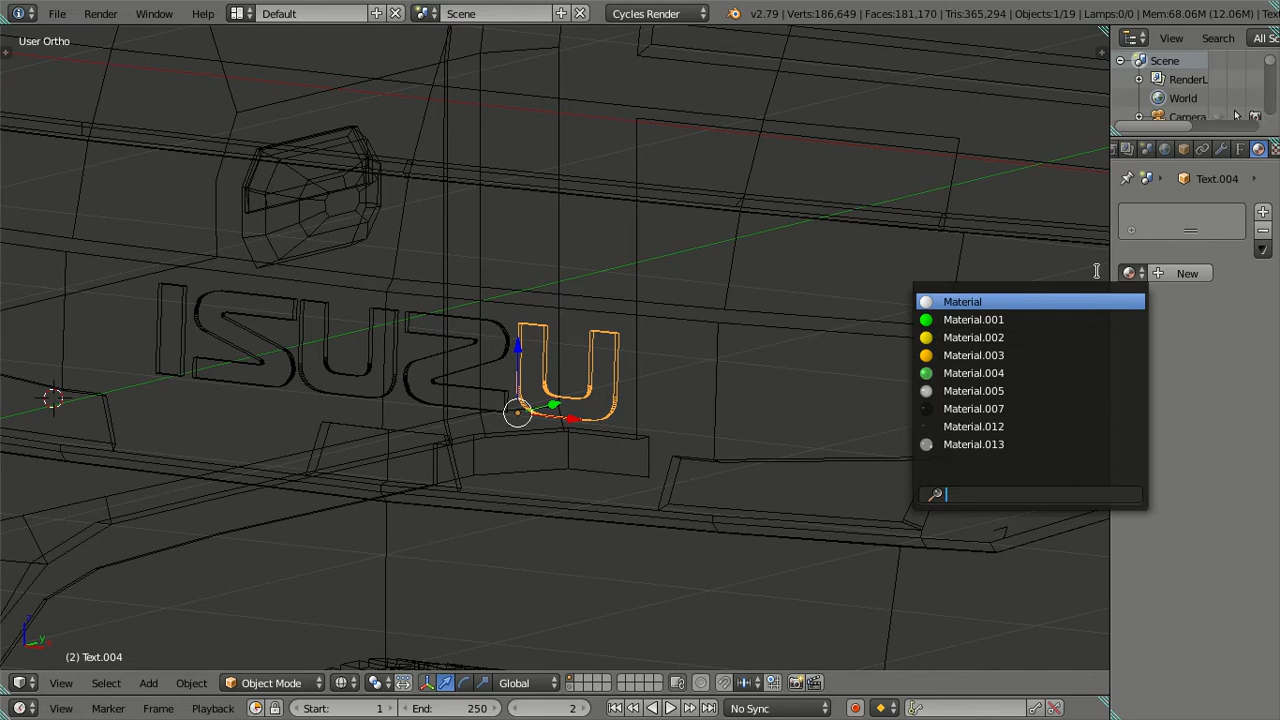 File Render Window Help Default Scene Cycles Render v2.79 | Verts:186,649 | Faces:181,170 | Tris:365,294 | Objects:1/19 | Lamps:0/0 | Mem:68.06M (12.06M) |
User Ortho
View Search All Sc
Scene
RenderL
World
Camera
Text.004
New
Material
Material.001
Material.002
Material.003
Material.004
Material.005
Material.007
Material.012
Material.013
ISUZU
(2) Text.004
View Select Add Object Object Mode Global
View Marker Frame Playback Start: 1 End: 250 2 No Sync